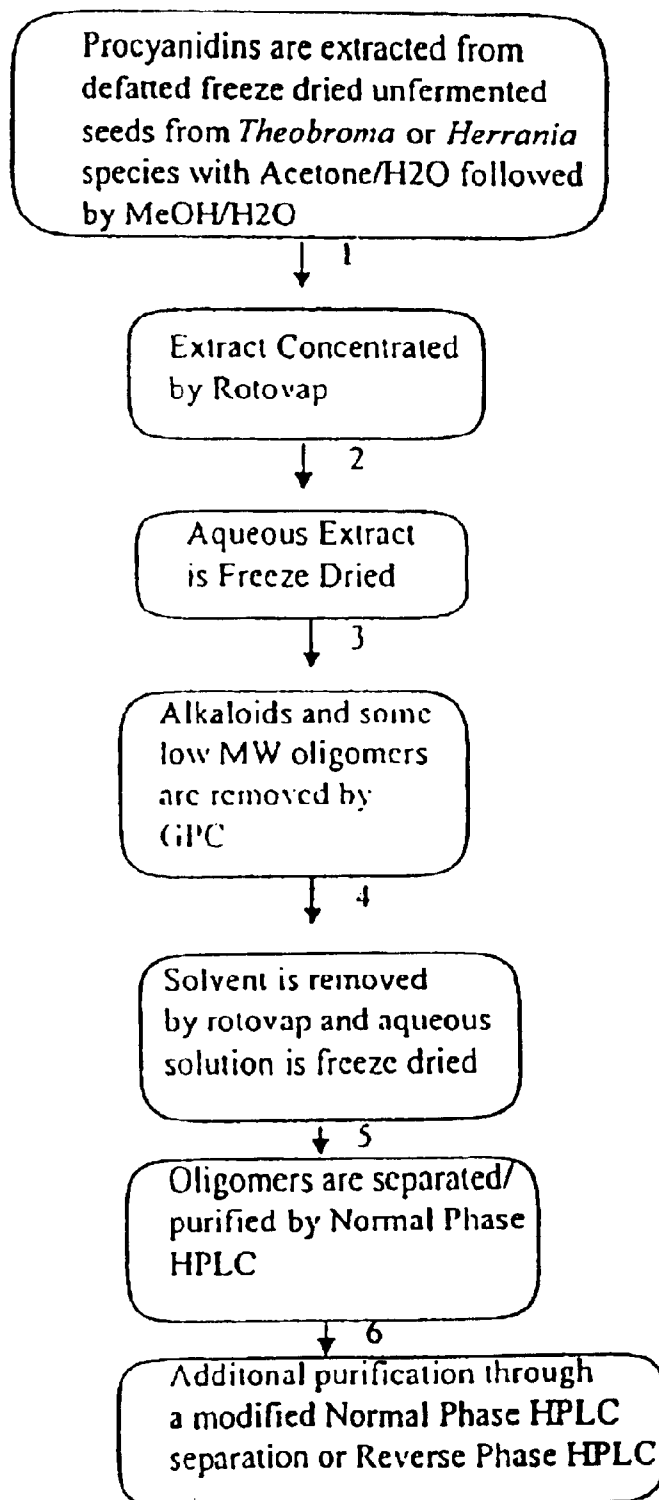 Procyanidins are extracted from
defatted freeze dried unfermented
seeds from Theobroma or Herrania
species with Acetone/H2O followed
by MeOH/H2O
1
Extract Concentrated
by Rotovap
2
Aqueous Extract
is Freeze Dried
3
Alkaloids and some
low MW oligomers
are removed by
GPC
4
Solvent is removed
by rotovap and aqueous
solution is freeze dried
5
Oligomers are separated/
purified by Normal Phase
HPLC
6
Additonal purification through
a modified Normal Phase HPLC
separation or Reverse Phase HPLC